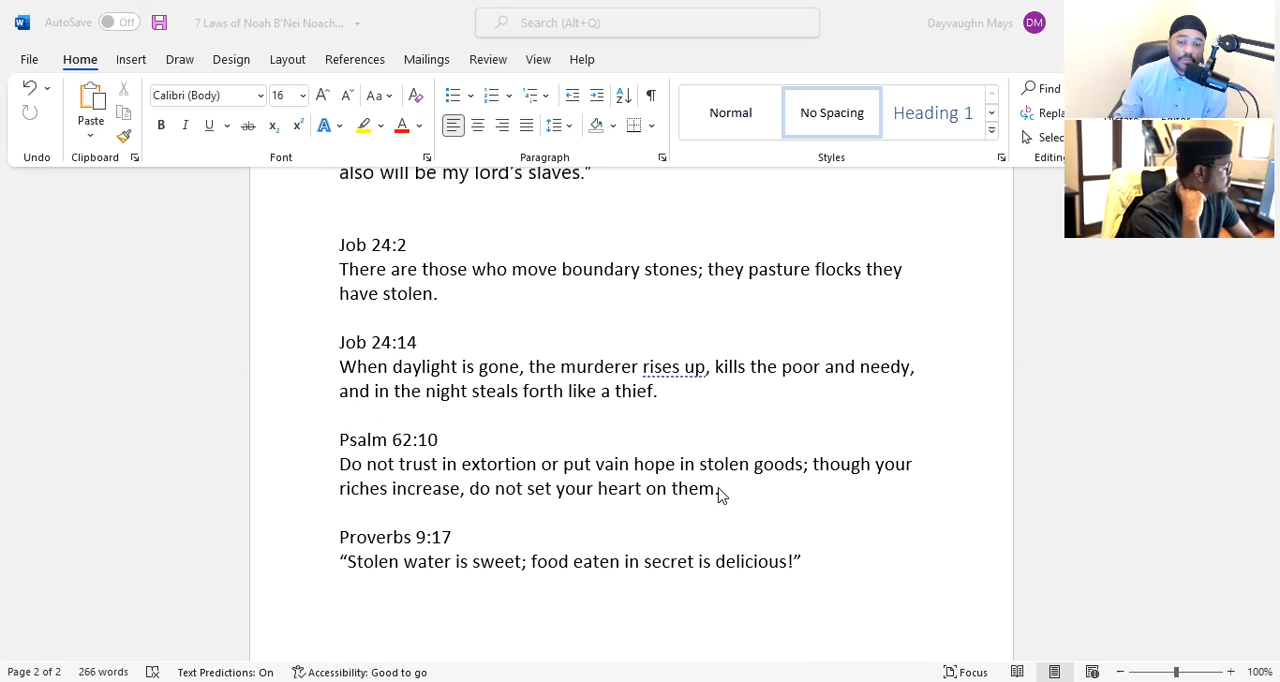 AutoSave Off 7 Laws of Noah B'Nei Noach... Search (Alt+Q) Dayvaughn Mays DM
File Home Insert Draw Design Layout References Mailings Review View Help
Calibri (Body) 16 A A Aa A Normal No Spacing Heading 1 Find
Paste B I U ab x₂ x² A A Repla
Selec
Undo Clipboard Font Paragraph Styles Editing
also will be my lord's slaves."
Job 24:2
There are those who move boundary stones; they pasture flocks they
have stolen.
Job 24:14
When daylight is gone, the murderer rises up, kills the poor and needy,
and in the night steals forth like a thief.
Psalm 62:10
Do not trust in extortion or put vain hope in stolen goods; though your
riches increase, do not set your heart on them.
Proverbs 9:17
“Stolen water is sweet; food eaten in secret is delicious!”
Page 2 of 2 266 words Text Predictions: On Accessibility: Good to go Focus 100%